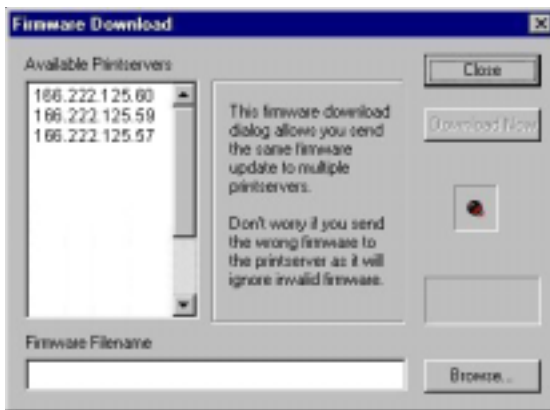 Firmware Download
Available Printservers
166.222.125.60
166.222.125.59
166.222.125.57
This firmware download
dialog allows you send
the same firmware
update to multiple
printservers.
Don't worry if you send
the wrong firmware to
the printserver as it will
ignore invalid firmware.
Close
Download Now
Firmware Filename
Browse...